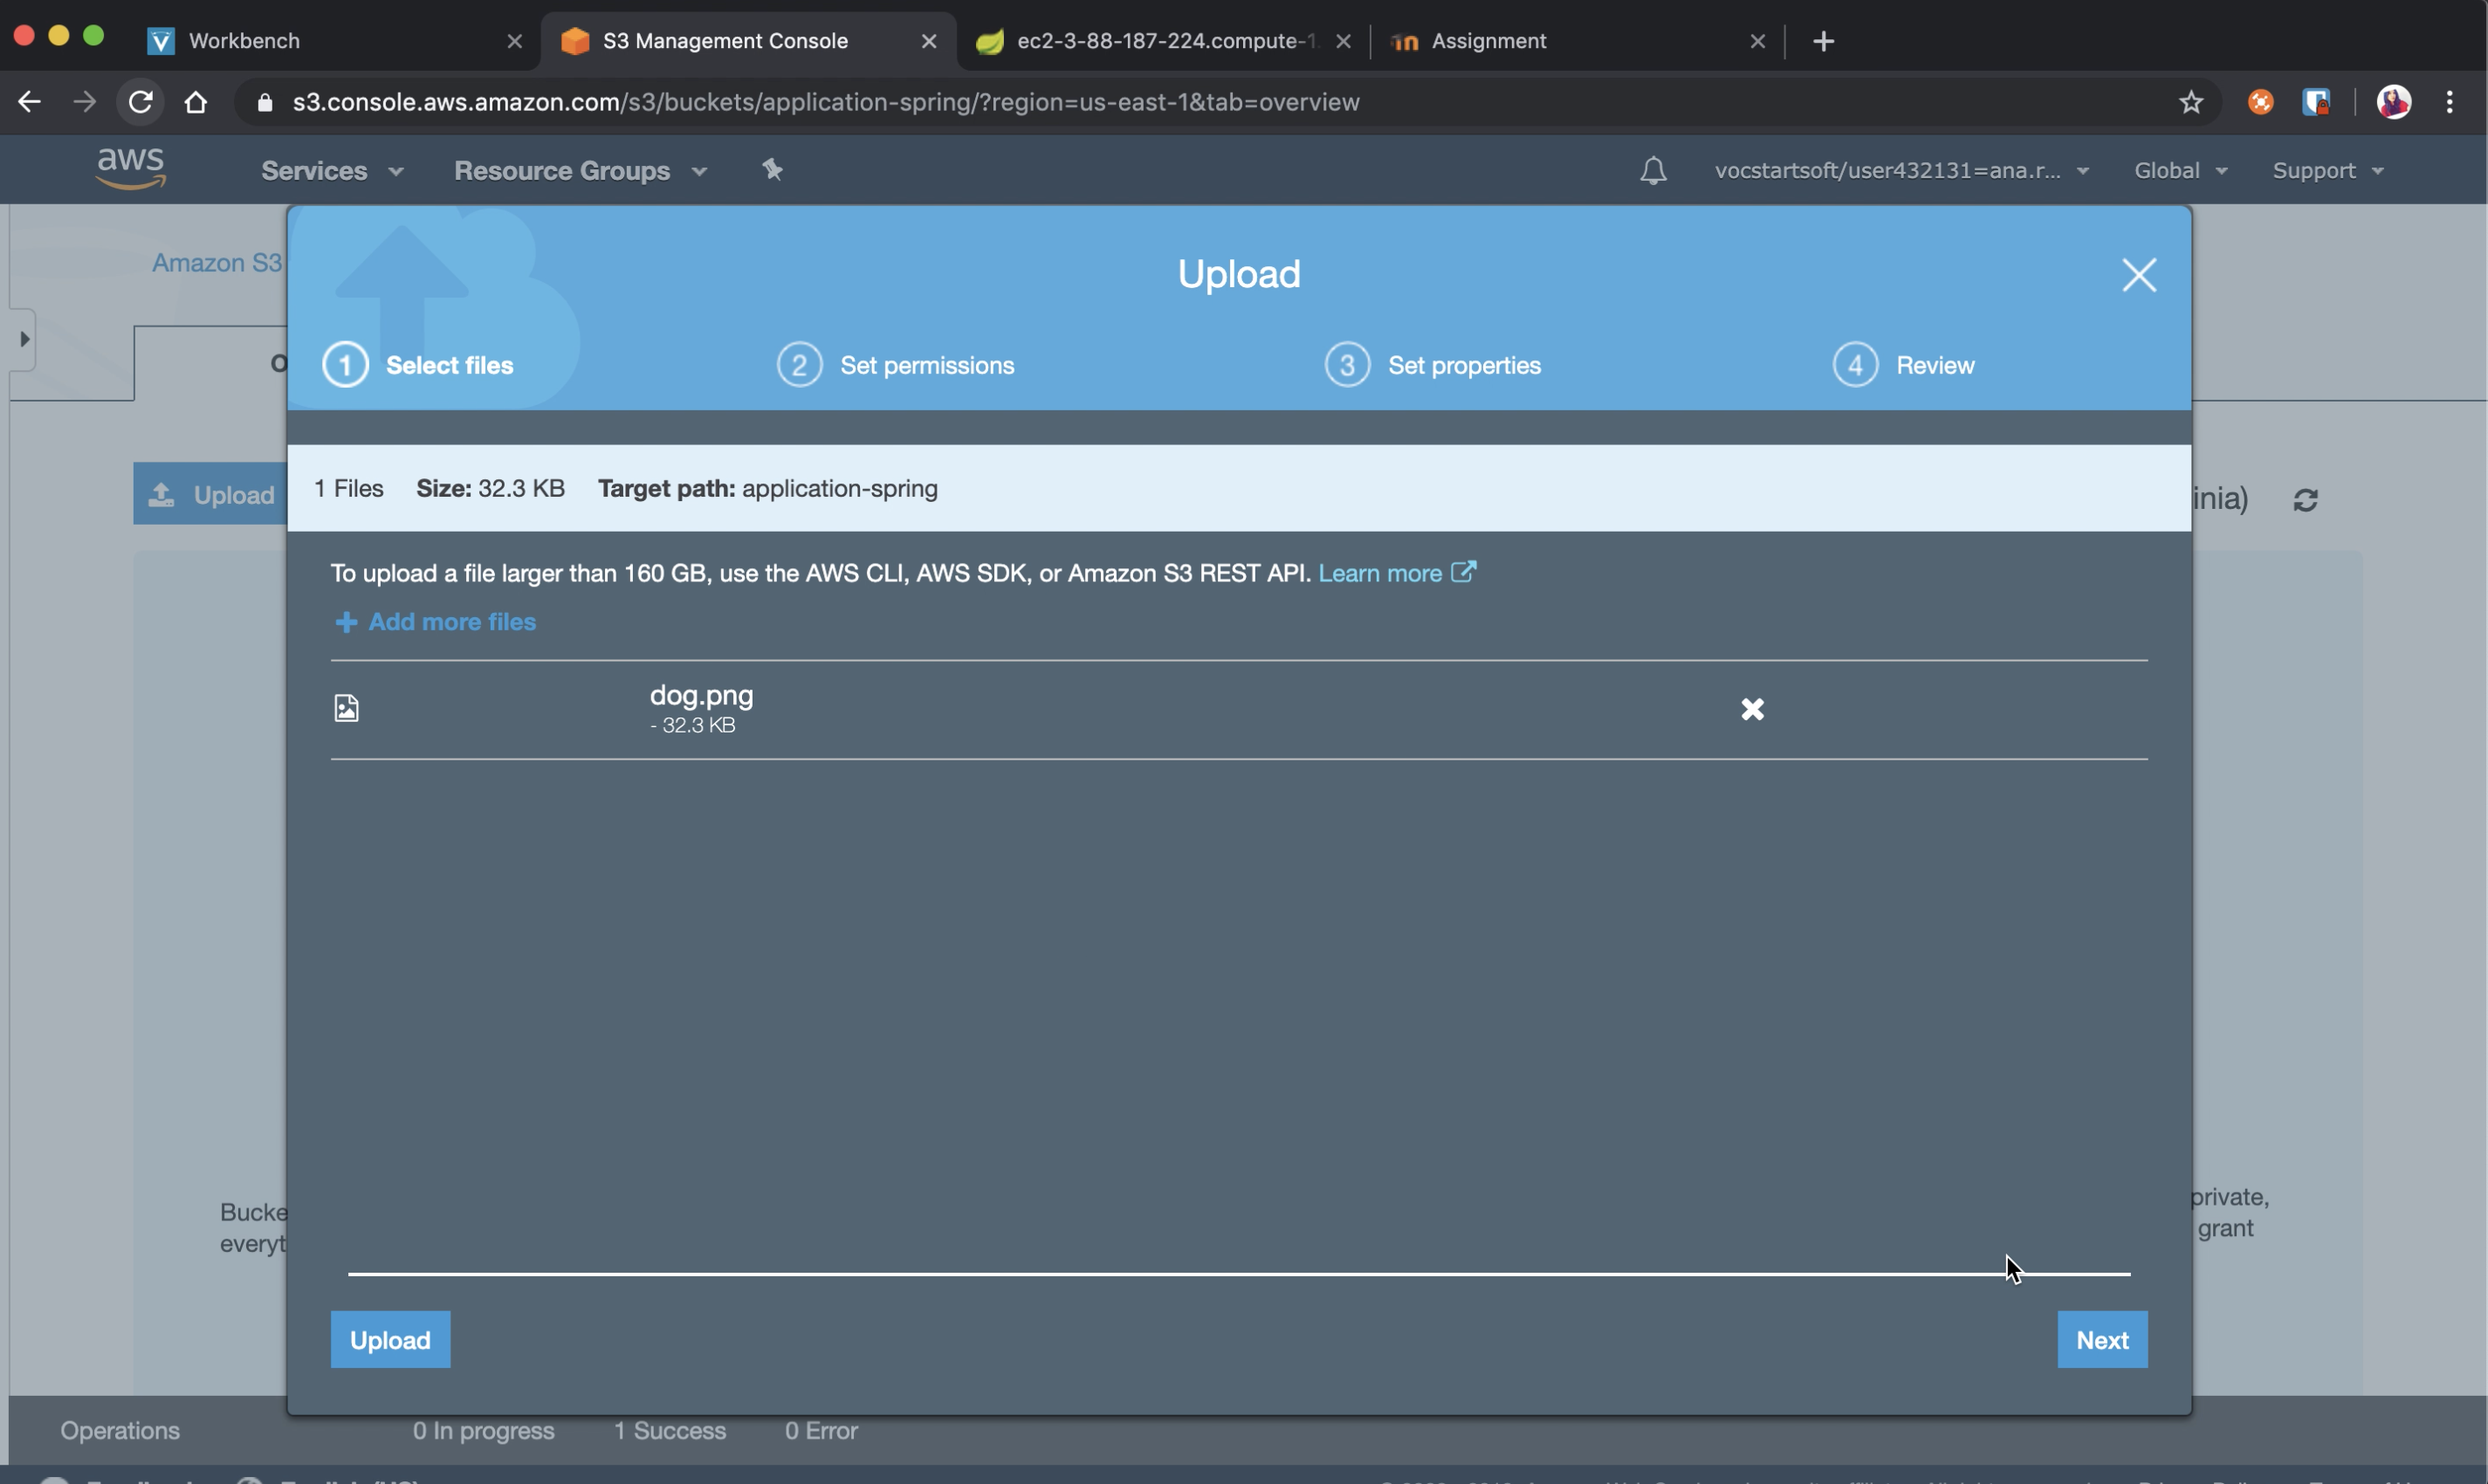 Workbench
S3 Management Console
ec2-3-88-187-224.compute-1.
Assignment
s3.console.aws.amazon.com/s3/buckets/application-spring/?region=us-east-1&tab=overview
aws
Services
Resource Groups
vocstartsoft/user432131=ana.r...
Global
Support
Amazon S3
Upload
O
1 Select files
2 Set permissions
3 Set properties
4 Review
Upload
1 Files Size: 32.3 KB Target path: application-spring
inia)
To upload a file larger than 160 GB, use the AWS CLI, AWS SDK, or Amazon S3 REST API. Learn more
+ Add more files
dog.png
- 32.3 KB
Bucke
everyt
private,
grant
Upload
Next
Operations
0 In progress
1 Success
0 Error